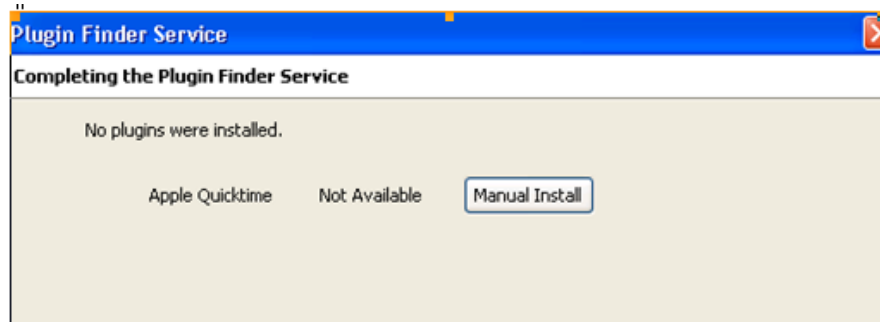 Plugin Finder Service
Completing the Plugin Finder Service
No plugins were installed.
Apple Quicktime Not Available Manual Install